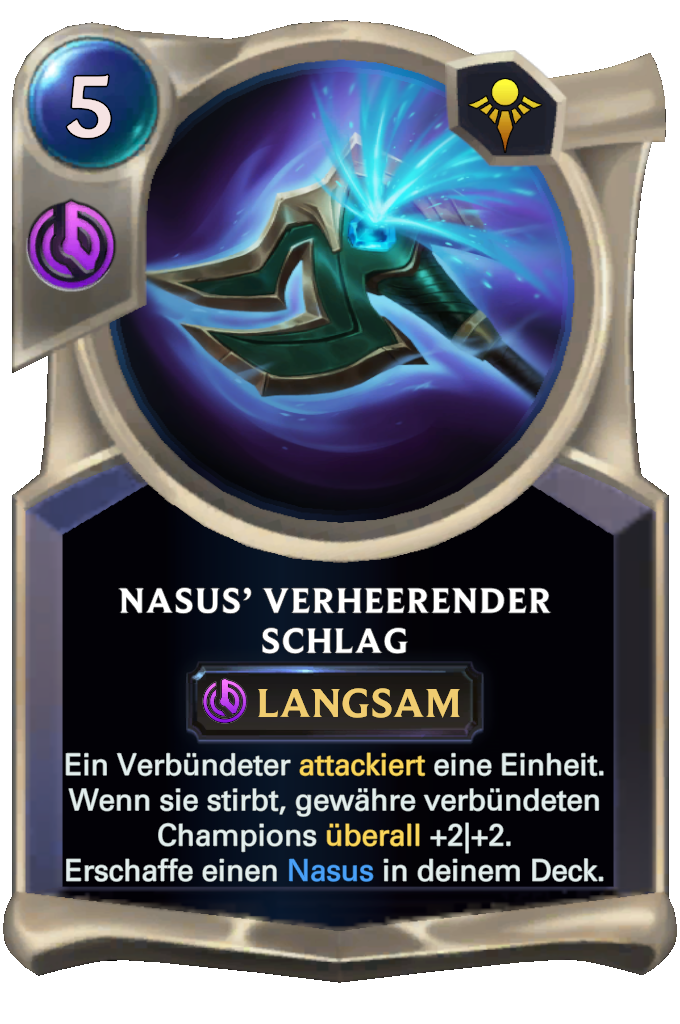 5
NASUS’ VERHEERENDER
SCHLAG
LANGSAM
Ein Verbündeter attackiert eine Einheit.
Wenn sie stirbt, gewähre verbündeten
Champions überall +2|+2.
Erschaffe einen Nasus in deinem Deck.